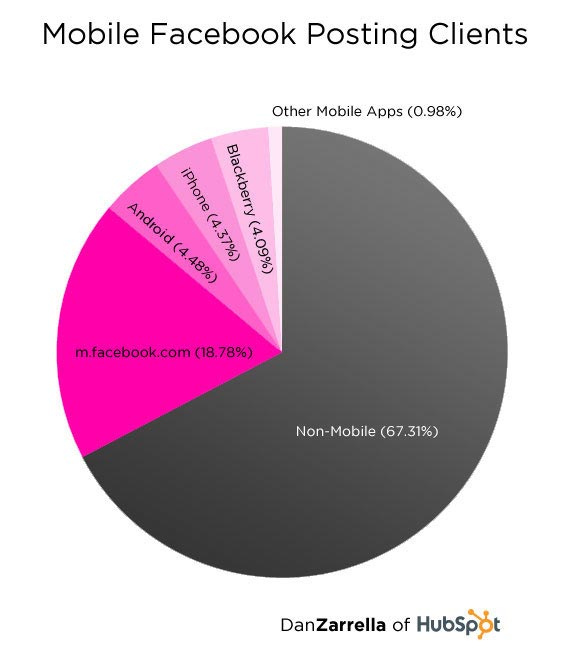 Mobile Facebook Posting Clients
Other Mobile Apps (0.98%)
Blackberry (4.09%)
iPhone (4.37%)
Android (4.48%)
m.facebook.com (18.78%)
Non-Mobile (67.31%)
DanZarrella of HubSpot